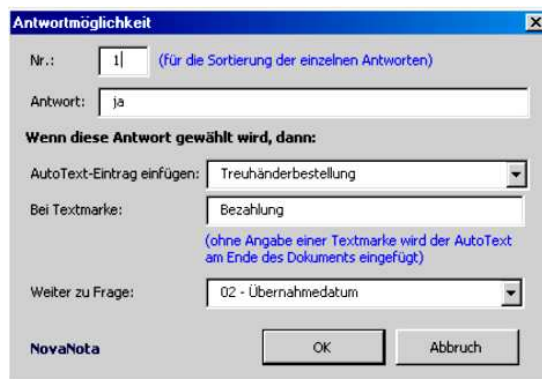 Antwortmöglichkeit
Nr.: 1 (für die Sortierung der einzelnen Antworten)
Antwort: ja
Wenn diese Antwort gewählt wird, dann:
AutoText-Eintrag einfügen: Treuhänderbestellung
Bei Textmarke: Bezahlung
(ohne Angabe einer Textmarke wird der AutoText
am Ende des Dokuments eingefügt)
Weiter zu Frage: 02 - Übernahmedatum
NovaNota OK Abbruch